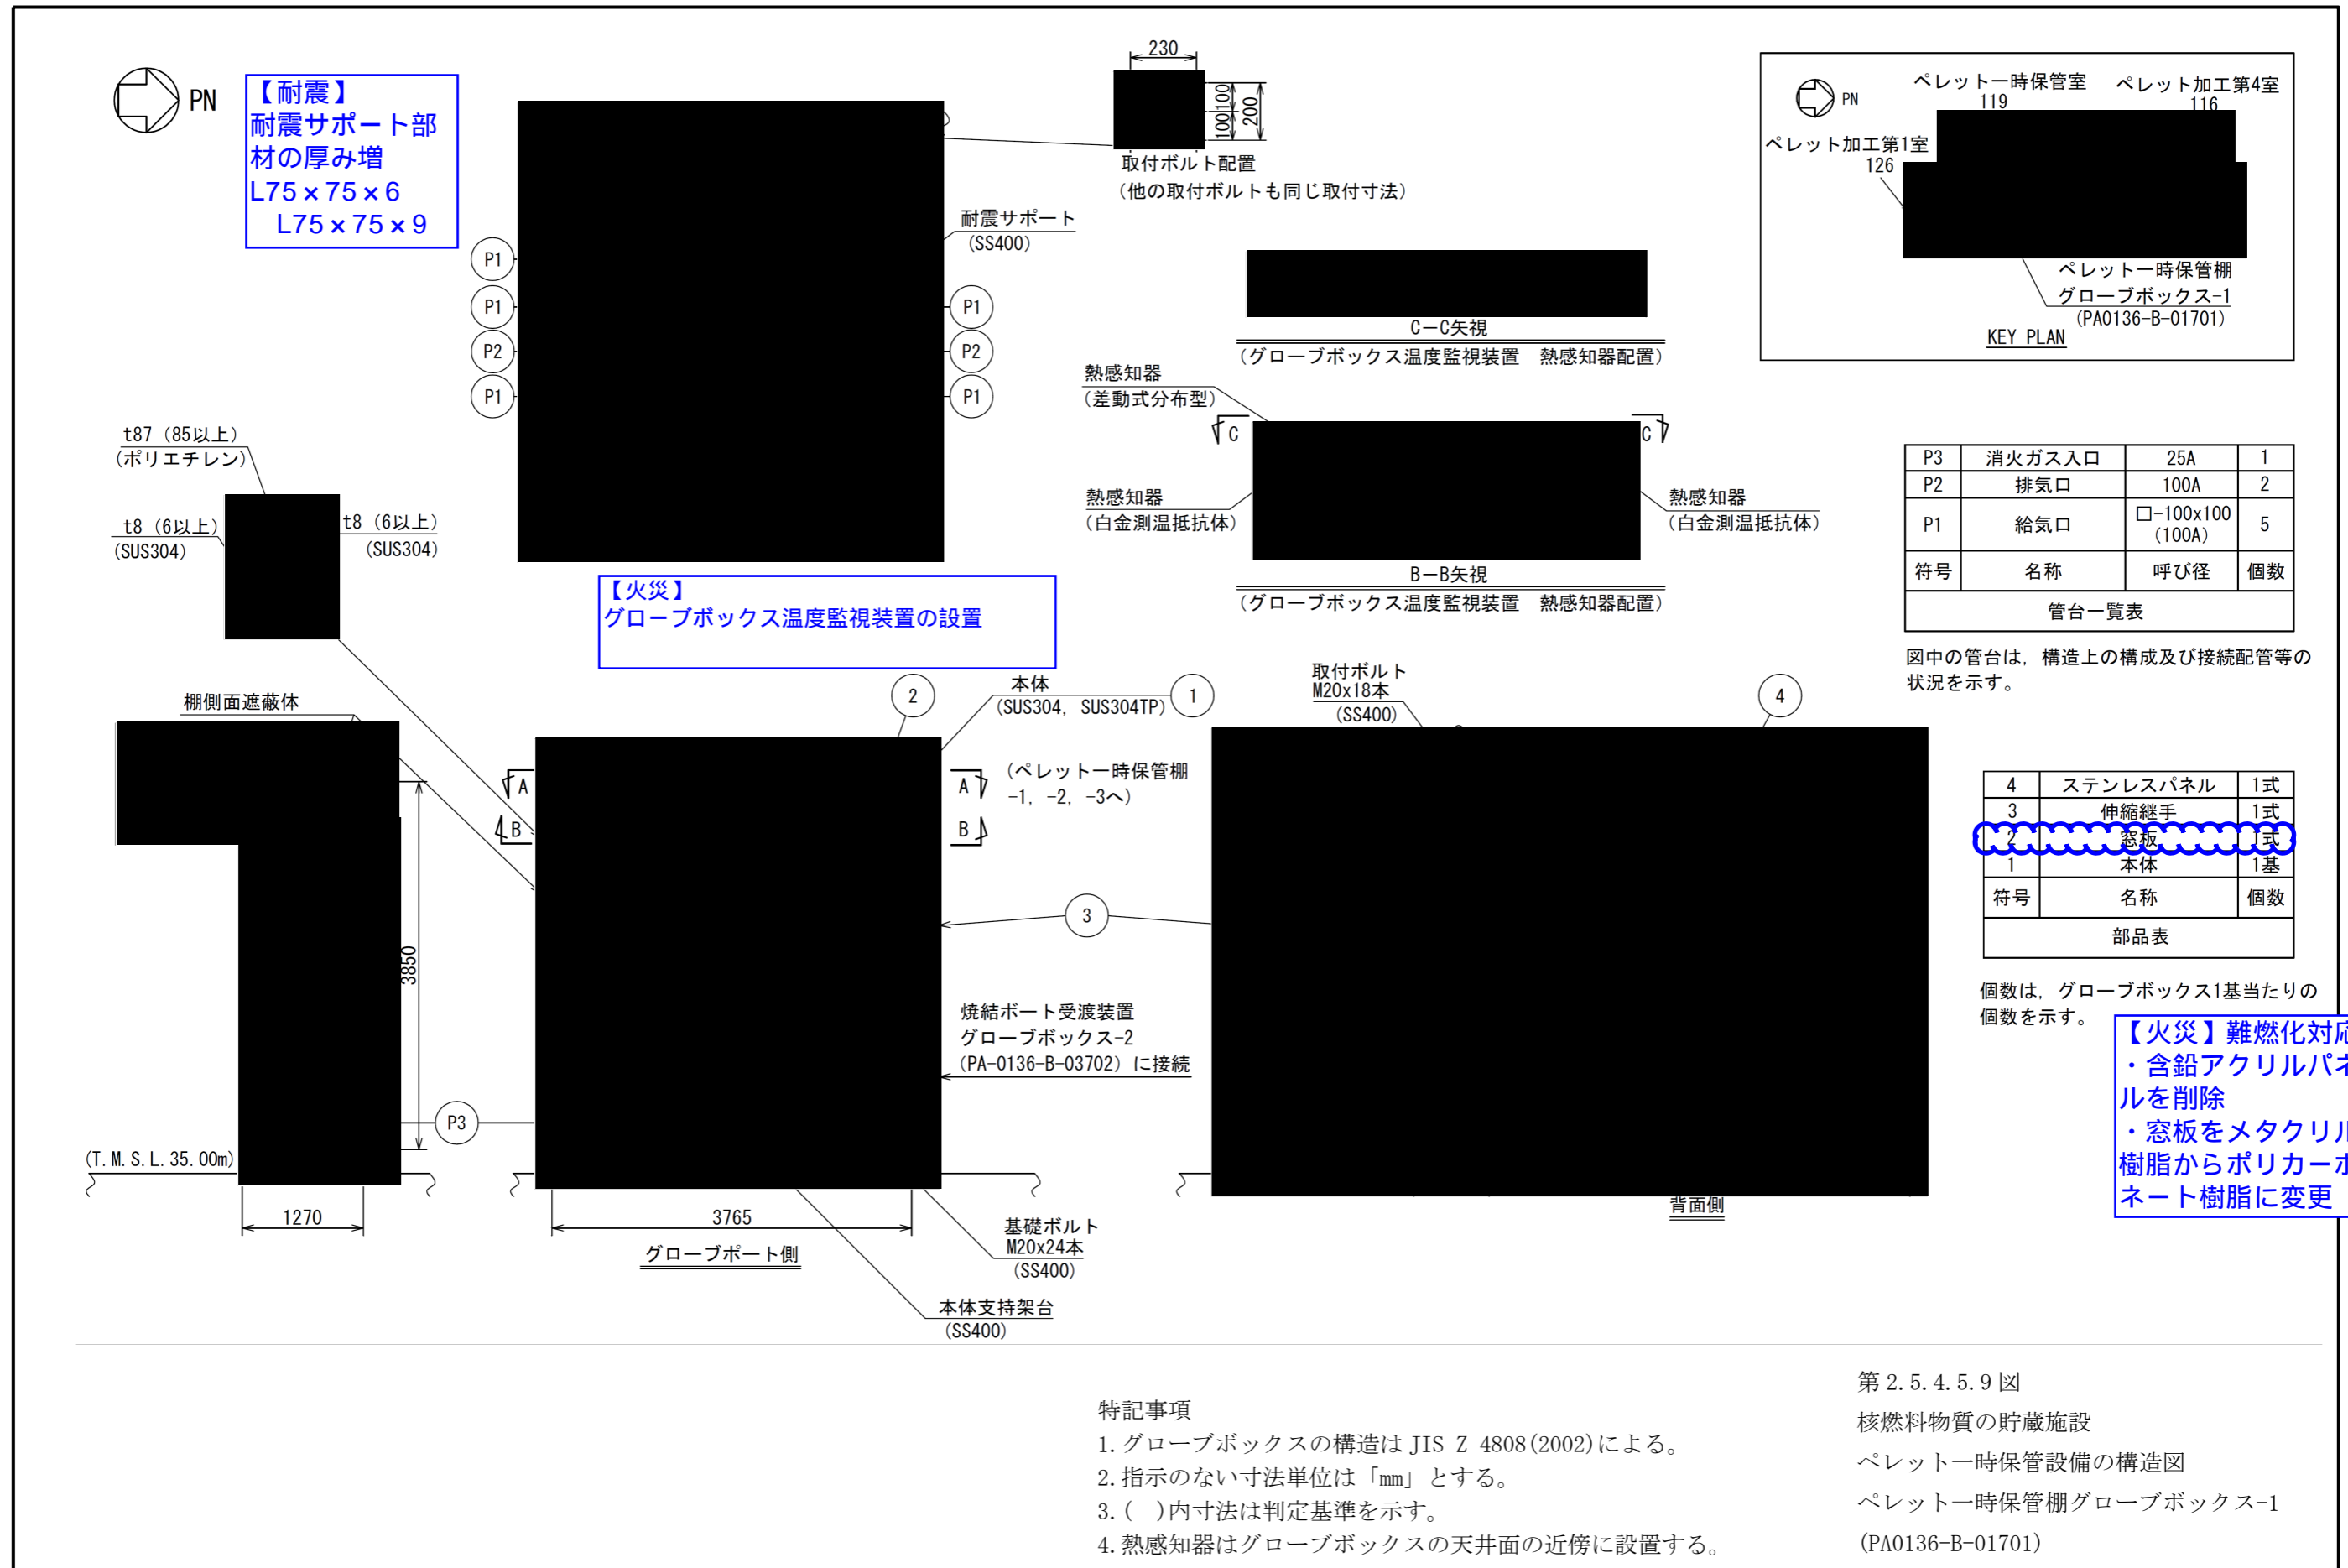 PN
【耐震】
耐震サポート部
材の厚み増
L75×75×6
L75×75×9
230
100
100
200
取付ボルト配置
(他の取付ボルトも同じ取付寸法)
耐震サポート
(SS400)
P1
P1
P2
P1
P1
P2
P1
C-C矢視
(グローブボックス温度監視装置 熱感知器配置)
熱感知器
(差動式分布型)
C
C
熱感知器
(白金測温抵抗体)
熱感知器
(白金測温抵抗体)
B-B矢視
(グローブボックス温度監視装置 熱感知器配置)
PN
ペレット一時保管室
119
ペレット加工第4室
116
ペレット加工第1室
126
ペレット一時保管棚
グローブボックス-1
(PA0136-B-01701)
KEY PLAN
t87 (85以上)
(ポリエチレン)
t8 (6以上)
(SUS304)
t8 (6以上)
(SUS304)
【火災】
グローブボックス温度監視装置の設置
P3 消火ガス入口 25A 1
P2 排気口 100A 2
P1 給気口 □-100x100 (100A) 5
符号 名称 呼び径 個数
管台一覧表
図中の管台は, 構造上の構成及び接続配管等の
状況を示す。
棚側面遮蔽体
2
本体
(SUS304, SUS304TP)
1
取付ボルト
M20x18本
(SS400)
4
A
A
B
B
(ペレット一時保管棚
-1, -2, -3へ)
3
3850
焼結ボート受渡装置
グローブボックス-2
(PA-0136-B-03702) に接続
P3
(T.M.S.L.35.00m)
1270
3765
グローブポート側
基礎ボルト
M20x24本
(SS400)
本体支持架台
(SS400)
背面側
4 ステンレスパネル 1式
3 伸縮継手 1式
2 窓板 1式
1 本体 1基
符号 名称 個数
部品表
個数は, グローブボックス1基当たりの
個数を示す。
【火災】難燃化対応
・含鉛アクリルパネ
ルを削除
・窓板をメタクリル
樹脂からポリカーボ
ネート樹脂に変更
特記事項
1.グローブボックスの構造は JIS Z 4808(2002)による。
2.指示のない寸法単位は「mm」とする。
3.( )内寸法は判定基準を示す。
4.熱感知器はグローブボックスの天井面の近傍に設置する。
第 2.5.4.5.9 図
核燃料物質の貯蔵施設
ペレット一時保管設備の構造図
ペレット一時保管棚グローブボックス-1
(PA0136-B-01701)